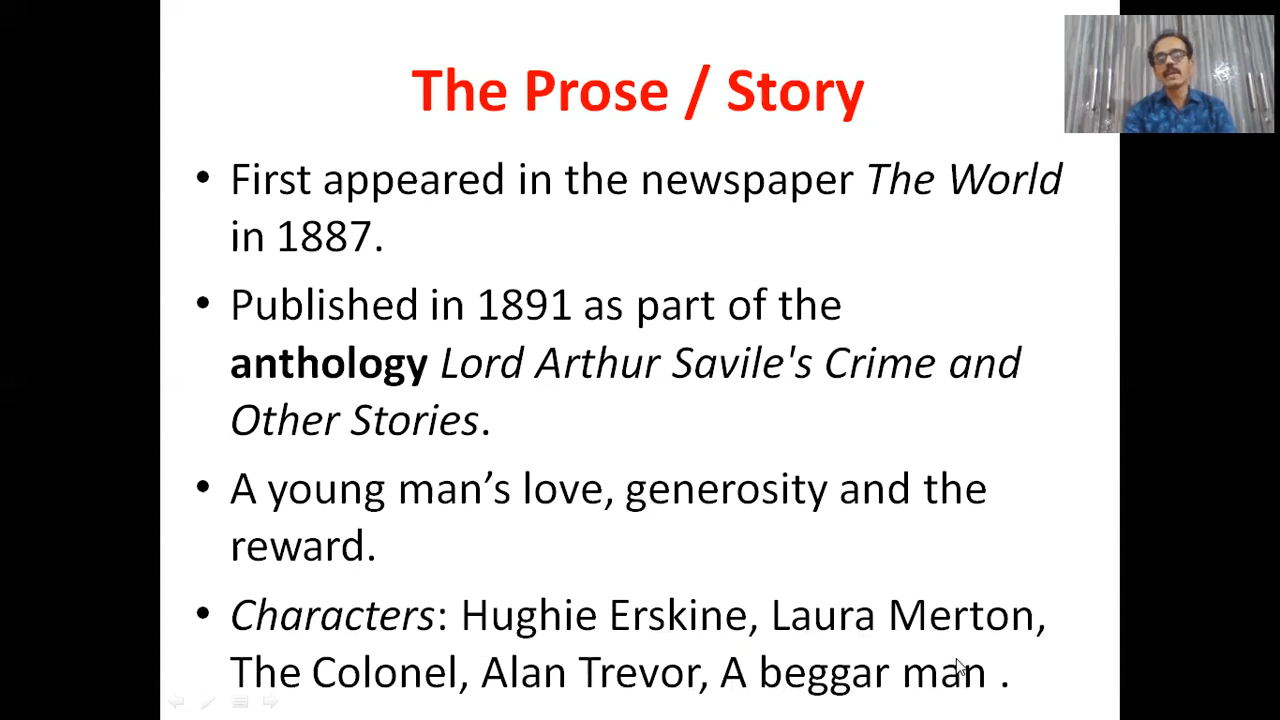 The Prose / Story
• First appeared in the newspaper The World
in 1887.
• Published in 1891 as part of the
anthology Lord Arthur Savile's Crime and
Other Stories.
• A young man’s love, generosity and the
reward.
• Characters: Hughie Erskine, Laura Merton,
The Colonel, Alan Trevor, A beggar man .